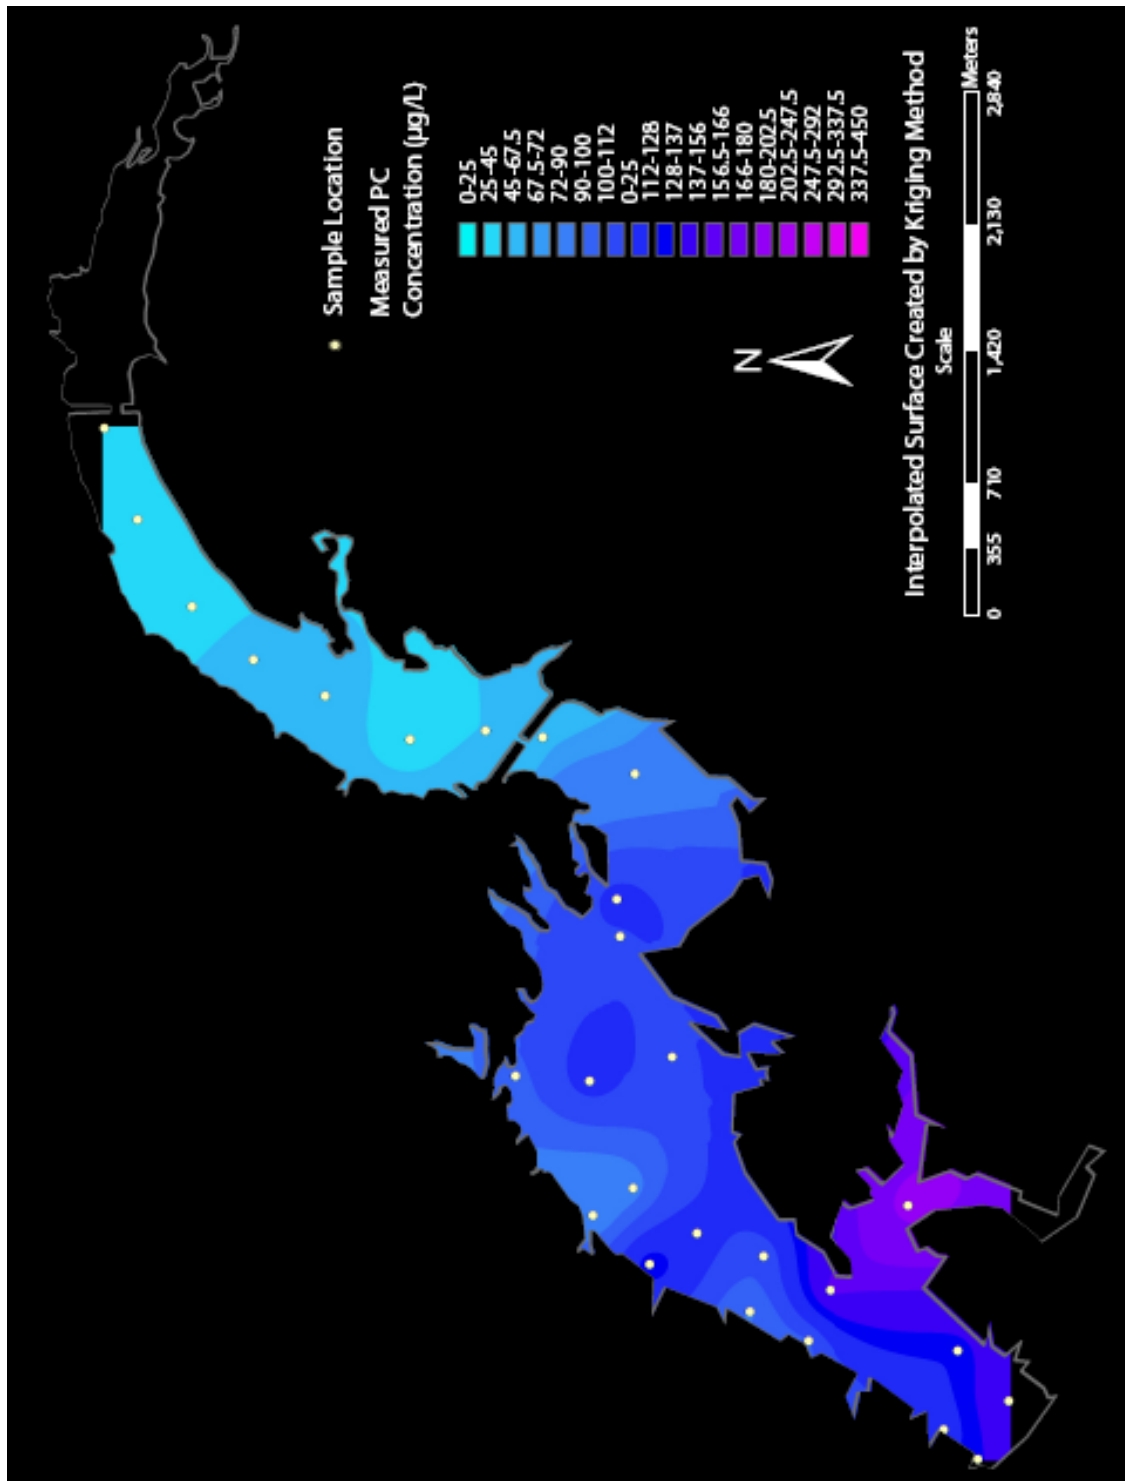 Sample Location
Measured PC
Concentration (µg/L)
0-25
25-45
45-67.5
67.5-72
72-90
90-100
100-112
0-25
112-128
128-137
137-156
156.5-166
166-180
180-202.5
202.5-247.5
247.5-292
292.5-337.5
337.5-450
N
Interpolated Surface Created by Kriging Method
Scale
0 355 710 1,420 2,130 2,840
Meters